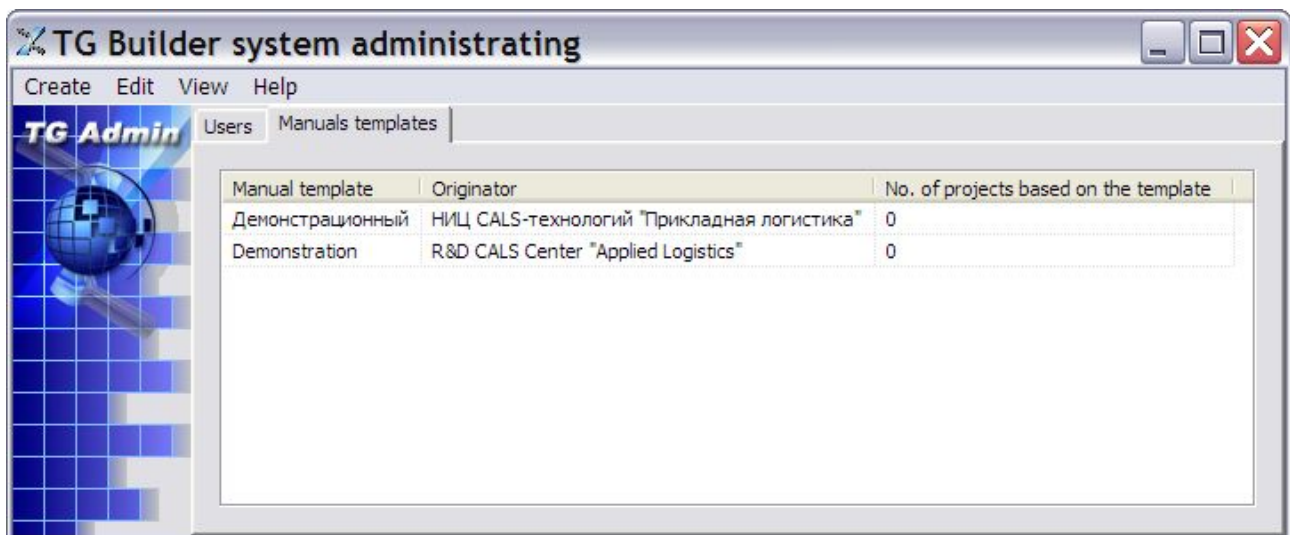 TG Builder system administrating
Create Edit View Help
TG Admin
Users Manuals templates
Manual template Originator No. of projects based on the template
Демонстрационный НИЦ CALS-технологий "Прикладная логистика" 0
Demonstration R&D CALS Center "Applied Logistics" 0